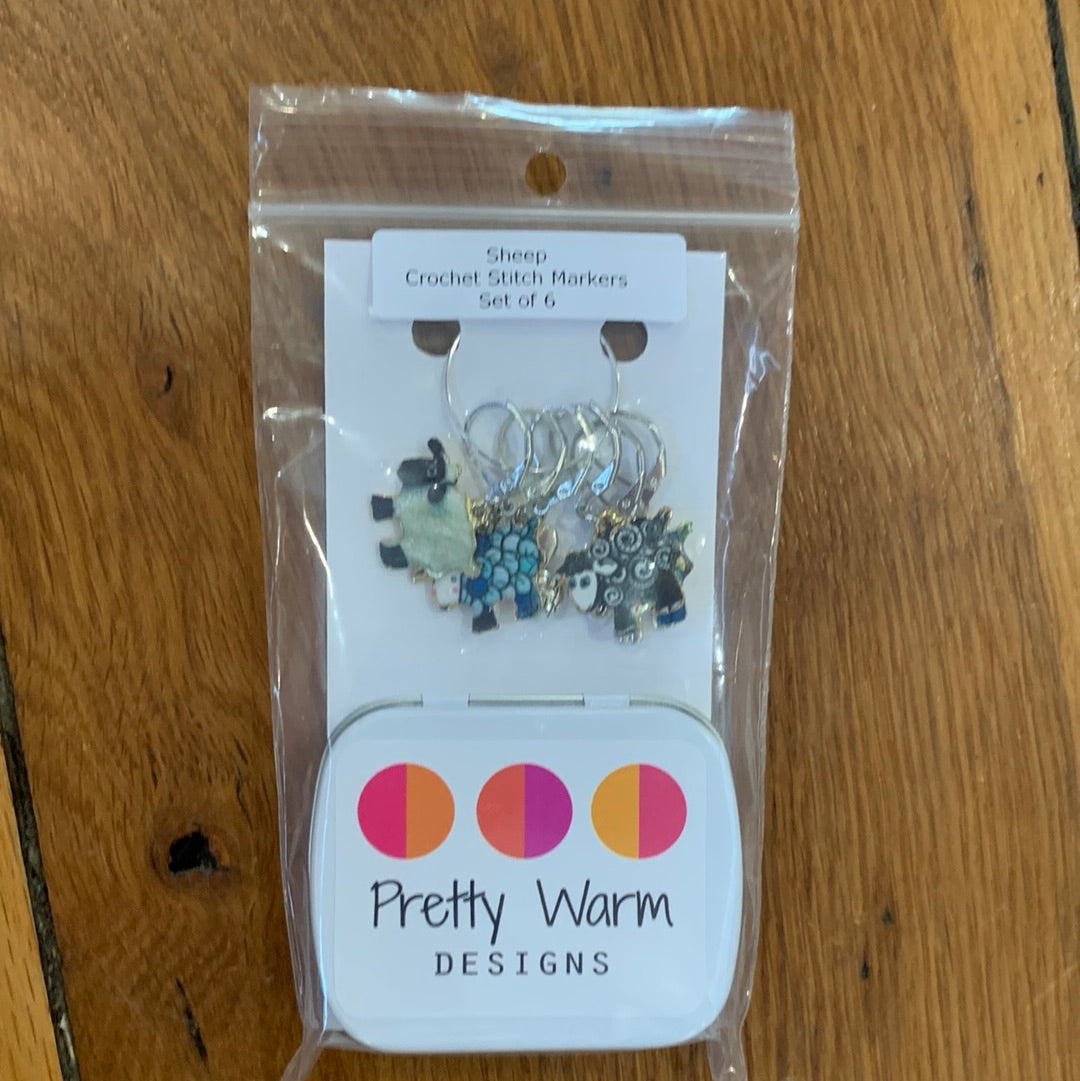 Sheep
Crochet Stitch Markers
Set of 6
Pretty Warm
DESIGNS